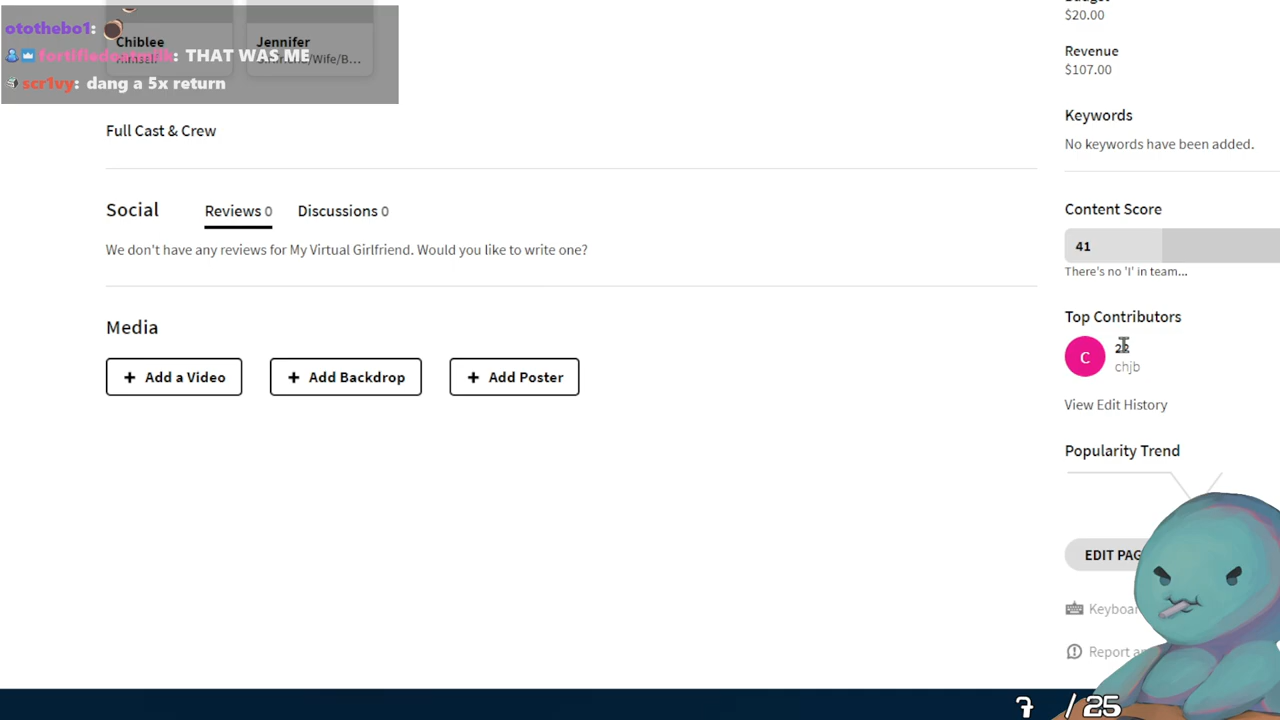 otothebo1:
fortifiedoatmilk: THAT WAS ME
scr1vy: dang a 5x return
Chiblee
Himself
Jennifer
Full Cast & Crew
Social
Reviews 0
Discussions 0
We don't have any reviews for My Virtual Girlfriend. Would you like to write one?
Media
+ Add a Video
+ Add Backdrop
+ Add Poster
$20.00
Revenue
$107.00
Keywords
No keywords have been added.
Content Score
41
There's no 'I' in team...
Top Contributors
C
chjb
View Edit History
Popularity Trend
EDIT PAG
Keyboar
Report a
7 /25